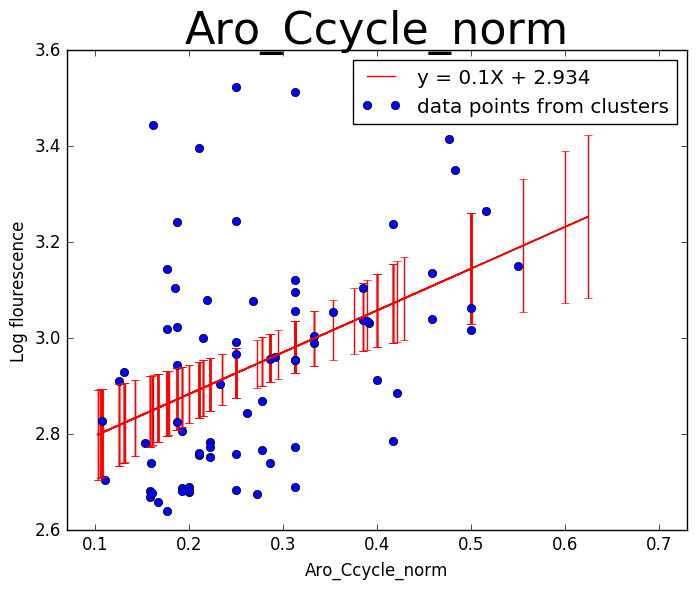 Aro_Ccycle_norm
3.6
y = 0.1X + 2.934
data points from clusters
3.4
3.2
3.0
2.8
2.6
Log flourescence
0.1 0.2 0.3 0.4 0.5 0.6 0.7
Aro_Ccycle_norm